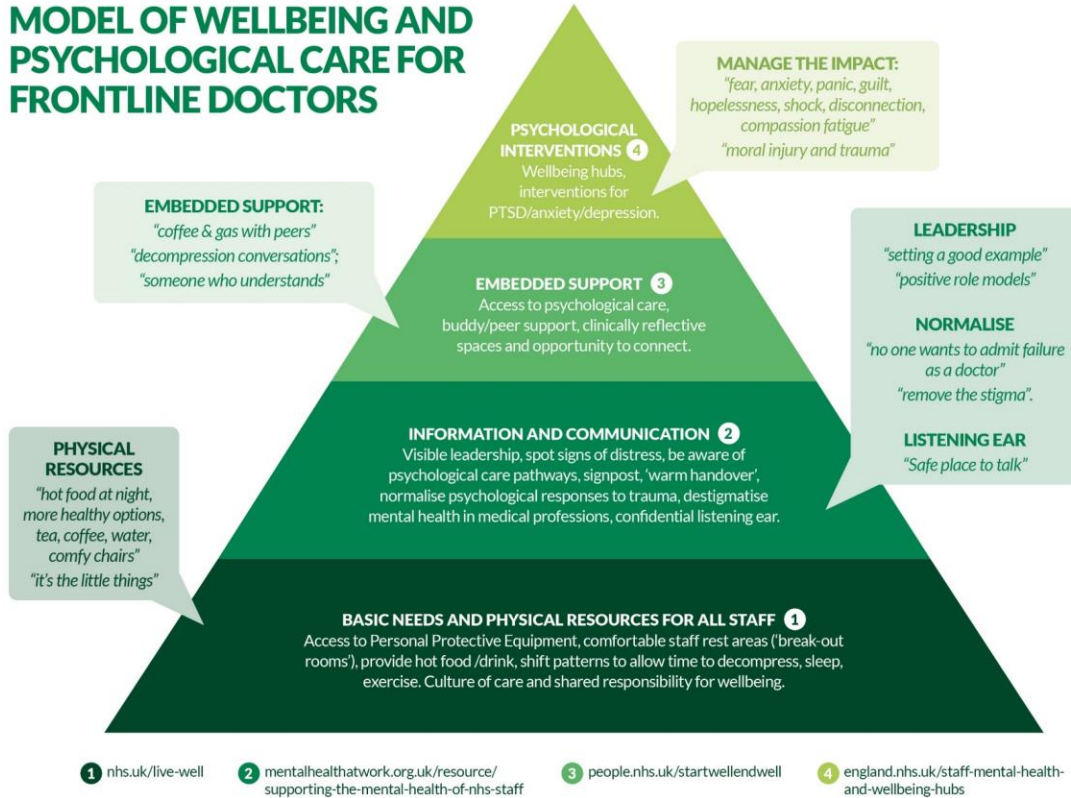 MODEL OF WELLBEING AND
PSYCHOLOGICAL CARE FOR
FRONTLINE DOCTORS
MANAGE THE IMPACT:
“fear, anxiety, panic, guilt,
hopelessness, shock, disconnection,
compassion fatigue”
“moral injury and trauma”
PSYCHOLOGICAL
INTERVENTIONS 4
Wellbeing hubs,
interventions for
PTSD/anxiety/depression.
EMBEDDED SUPPORT:
“coffee & gas with peers”
“decompression conversations”;
“someone who understands”
EMBEDDED SUPPORT 3
Access to psychological care,
buddy/peer support, clinically reflective
spaces and opportunity to connect.
LEADERSHIP
“setting a good example”
“positive role models”
NORMALISE
“no one wants to admit failure
as a doctor”
“remove the stigma”.
LISTENING EAR
“Safe place to talk”
INFORMATION AND COMMUNICATION 2
Visible leadership, spot signs of distress, be aware of
psychological care pathways, signpost, ‘warm handover’,
normalise psychological responses to trauma, destigmatise
mental health in medical professions, confidential listening ear.
PHYSICAL
RESOURCES
“hot food at night,
more healthy options,
tea, coffee, water,
comfy chairs”
“it’s the little things”
BASIC NEEDS AND PHYSICAL RESOURCES FOR ALL STAFF 1
Access to Personal Protective Equipment, comfortable staff rest areas (‘break-out
rooms’), provide hot food /drink, shift patterns to allow time to decompress, sleep,
exercise. Culture of care and shared responsibility for wellbeing.
1 nhs.uk/live-well
2 mentalhealthatwork.org.uk/resource/
supporting-the-mental-health-of-nhs-staff
3 people.nhs.uk/startwellendwell
4 england.nhs.uk/staff-mental-health-
and-wellbeing-hubs